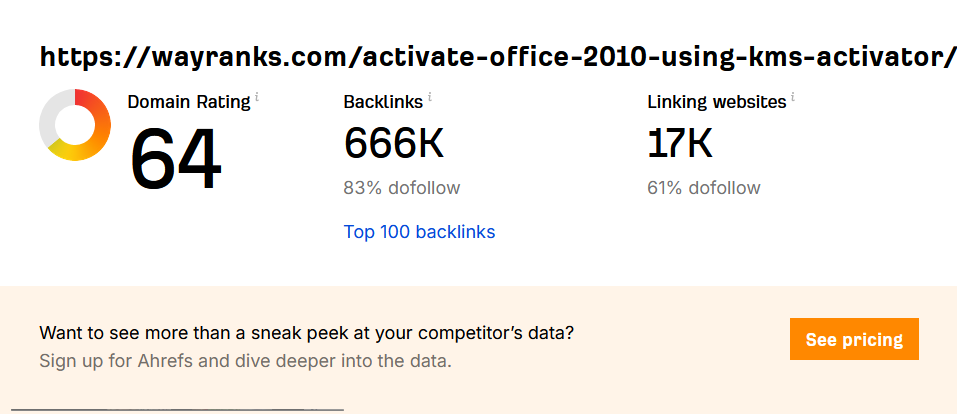 https://wayranks.com/activate-office-2010-using-kms-activator/
Domain Rating i
64
Backlinks i
666K
83% dofollow
Top 100 backlinks
Linking websites i
17K
61% dofollow
Want to see more than a sneak peek at your competitor’s data?
Sign up for Ahrefs and dive deeper into the data.
See pricing